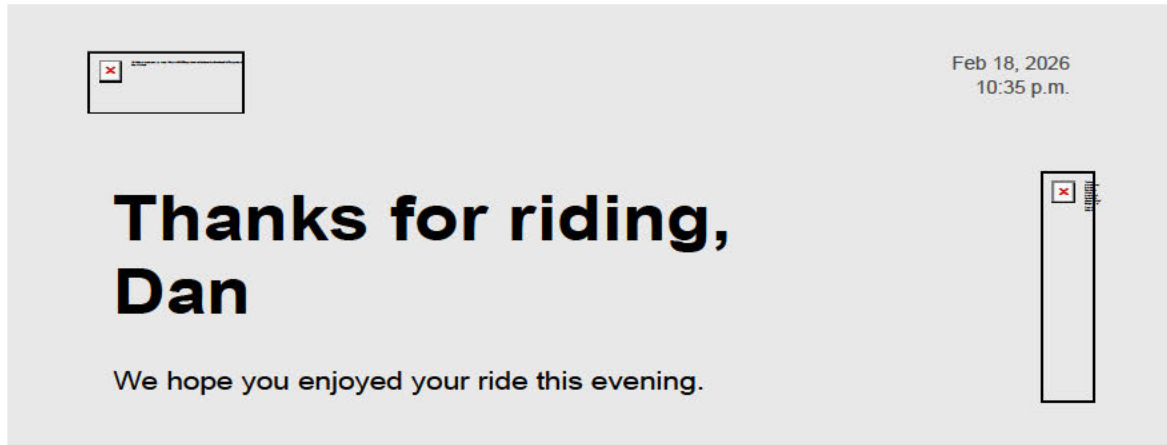 Feb 18, 2026
10:35 p.m.
Thanks for riding,
Dan
We hope you enjoyed your ride this evening.